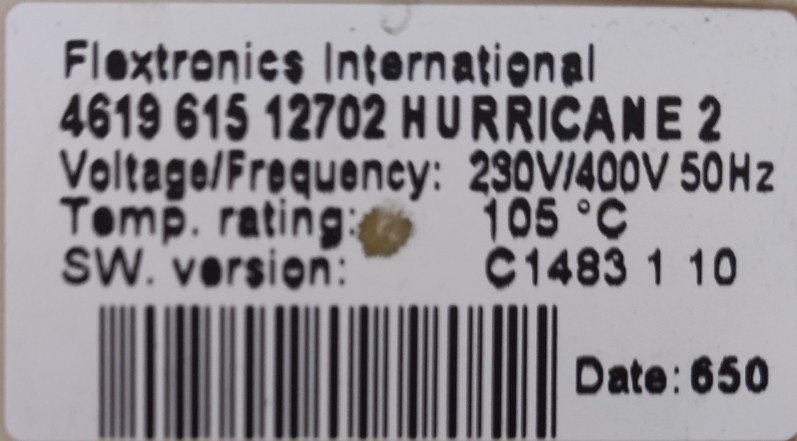 Flextronics International
4619 615 12702 HURRICANE 2
Voltage/Frequency: 230V/400V 50Hz
Temp. rating: 105 °C
SW. version: C1483 1 10
Date: 650